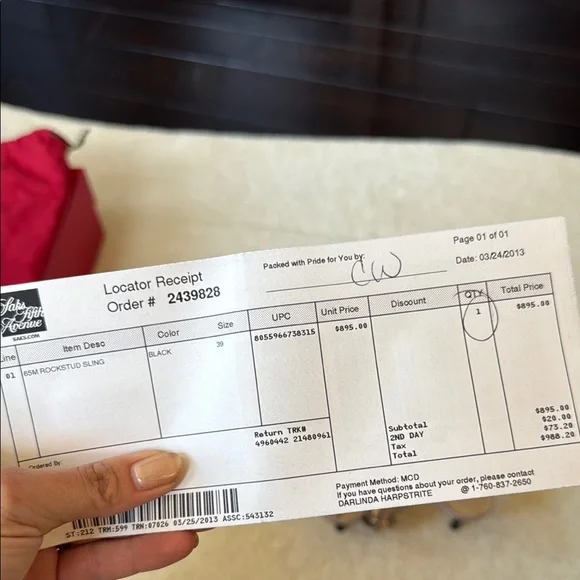 Saks
Fifth
Avenue
SAKS.COM
Locator Receipt
Order # 2439828
Packed with Pride for You by: CW
Page 01 of 01
Date: 03/24/2013
Line Item Desc Color Size UPC Unit Price Discount QTY Total Price
01 65M ROCKSTUD SLING BLACK 39 8055966738315 $895.00 1 $895.00
Return TRK#
4960442 21480961
Subtotal $895.00
2ND DAY $20.00
Tax $73.20
Total $988.20
Ordered By:
Payment Method: MCD
If you have questions about your order, please contact
DARLINDA HARPSTRITE @ 1-760-837-2650
ST:212 TRM:599 TRN:07026 03/25/2013 ASSC:543132